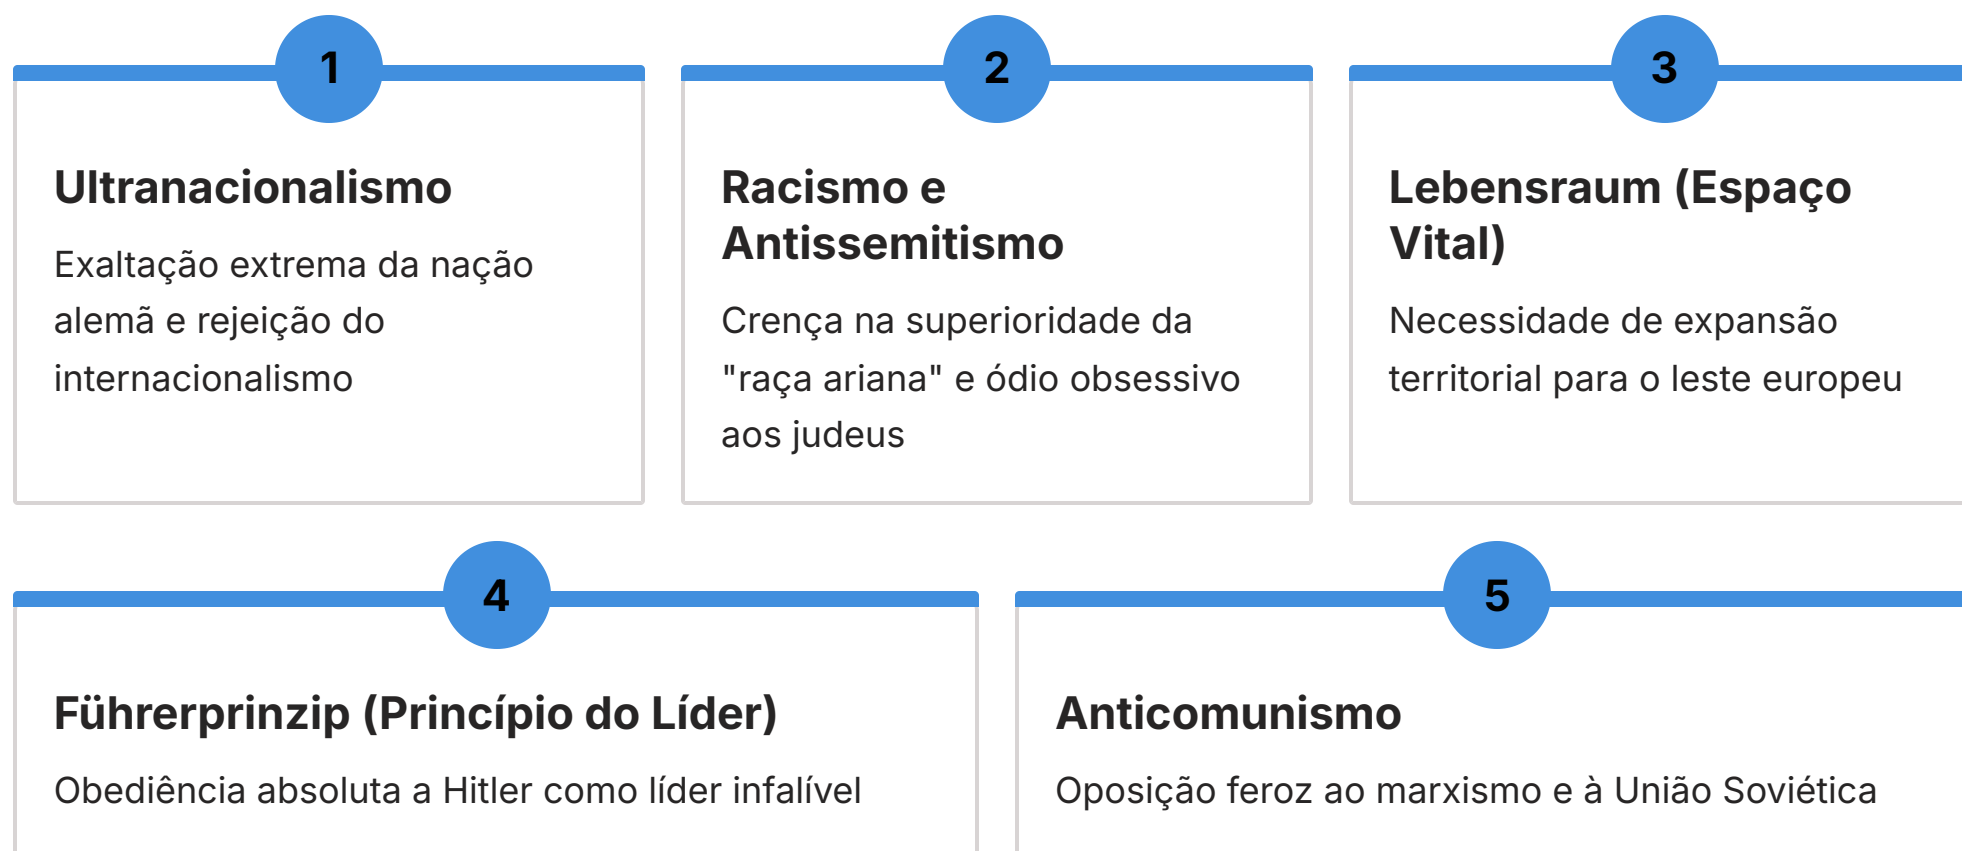 1
Ultranacionalismo
Exaltação extrema da nação
alemã e rejeição do
internacionalismo
2
Racismo e
Antissemitismo
Crença na superioridade da
"raça ariana" e ódio obsessivo
aos judeus
3
Lebensraum (Espaço
Vital)
Necessidade de expansão
territorial para o leste europeu
4
Führerprinzip (Princípio do Líder)
Obediência absoluta a Hitler como líder infalível
5
Anticomunismo
Oposição feroz ao marxismo e à União Soviética